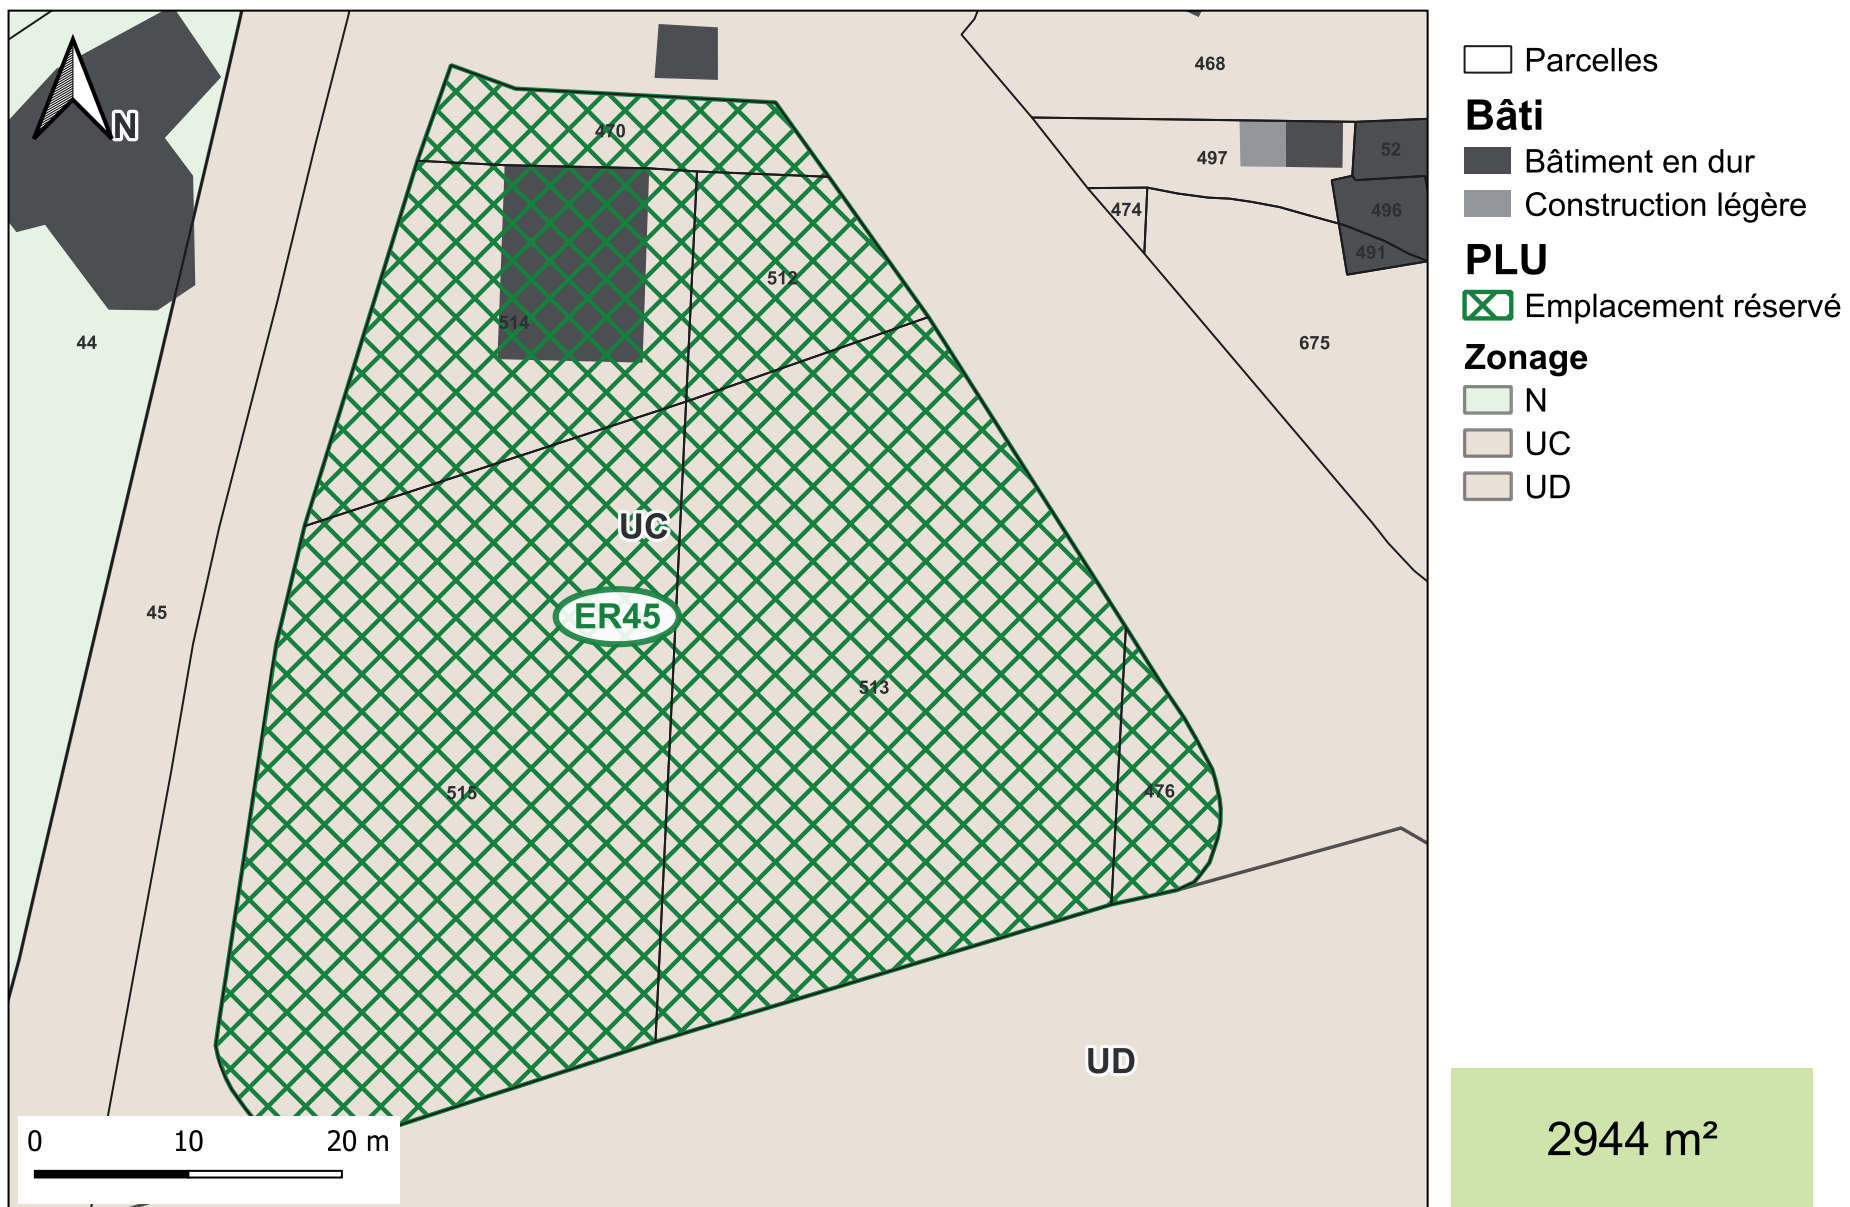 N
468
470
497
52
474
496
491
512
514
44
675
UC
ER45
45
513
515
476
UD
0 10 20 m
Parcelles
Bâti
Bâtiment en dur
Construction légère
PLU
Emplacement réservé
Zonage
N
UC
UD
2944 m²